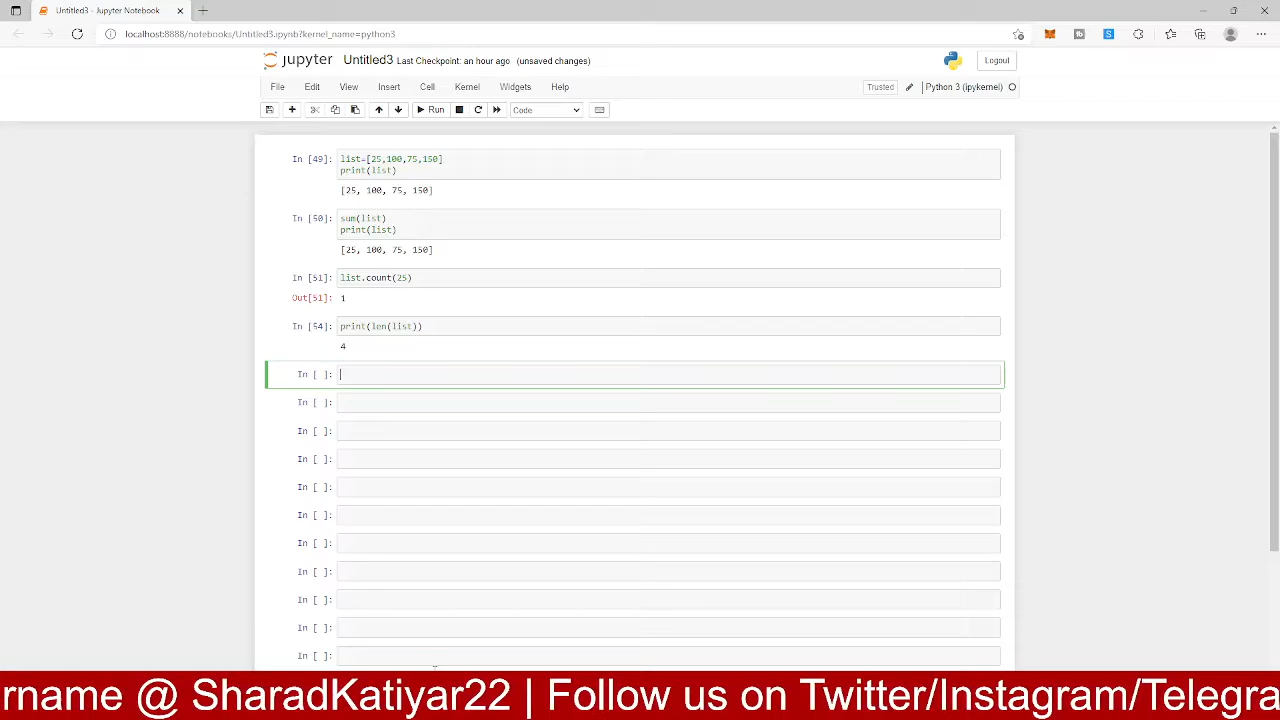 Untitled3 - Jupyter Notebook
localhost:8888/notebooks/Untitled3.ipynb?kernel_name=python3
jupyter Untitled3 Last Checkpoint: an hour ago (unsaved changes)
Logout
File Edit View Insert Cell Kernel Widgets Help
Trusted Python 3 (ipykernel)
Run Code
In [49]: list=[25,100,75,150]
print(list)
[25, 100, 75, 150]
In [50]: sum(list)
print(list)
[25, 100, 75, 150]
In [51]: list.count(25)
Out[51]: 1
In [54]: print(len(list))
4
In [ ]:
In [ ]:
In [ ]:
In [ ]:
In [ ]:
In [ ]:
In [ ]:
In [ ]:
In [ ]:
In [ ]:
In [ ]:
rname @ SharadKatiyar22 | Follow us on Twitter/Instagram/Telegra